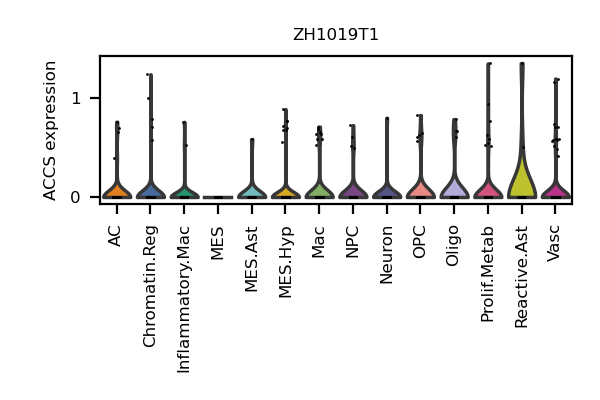 ZH1019T1
ACCS expression
1
0
AC
Chromatin.Reg
Inflammatory.Mac
MES
MES.Ast
MES.Hyp
Mac
NPC
Neuron
OPC
Oligo
Prolif.Metab
Reactive.Ast
Vasc